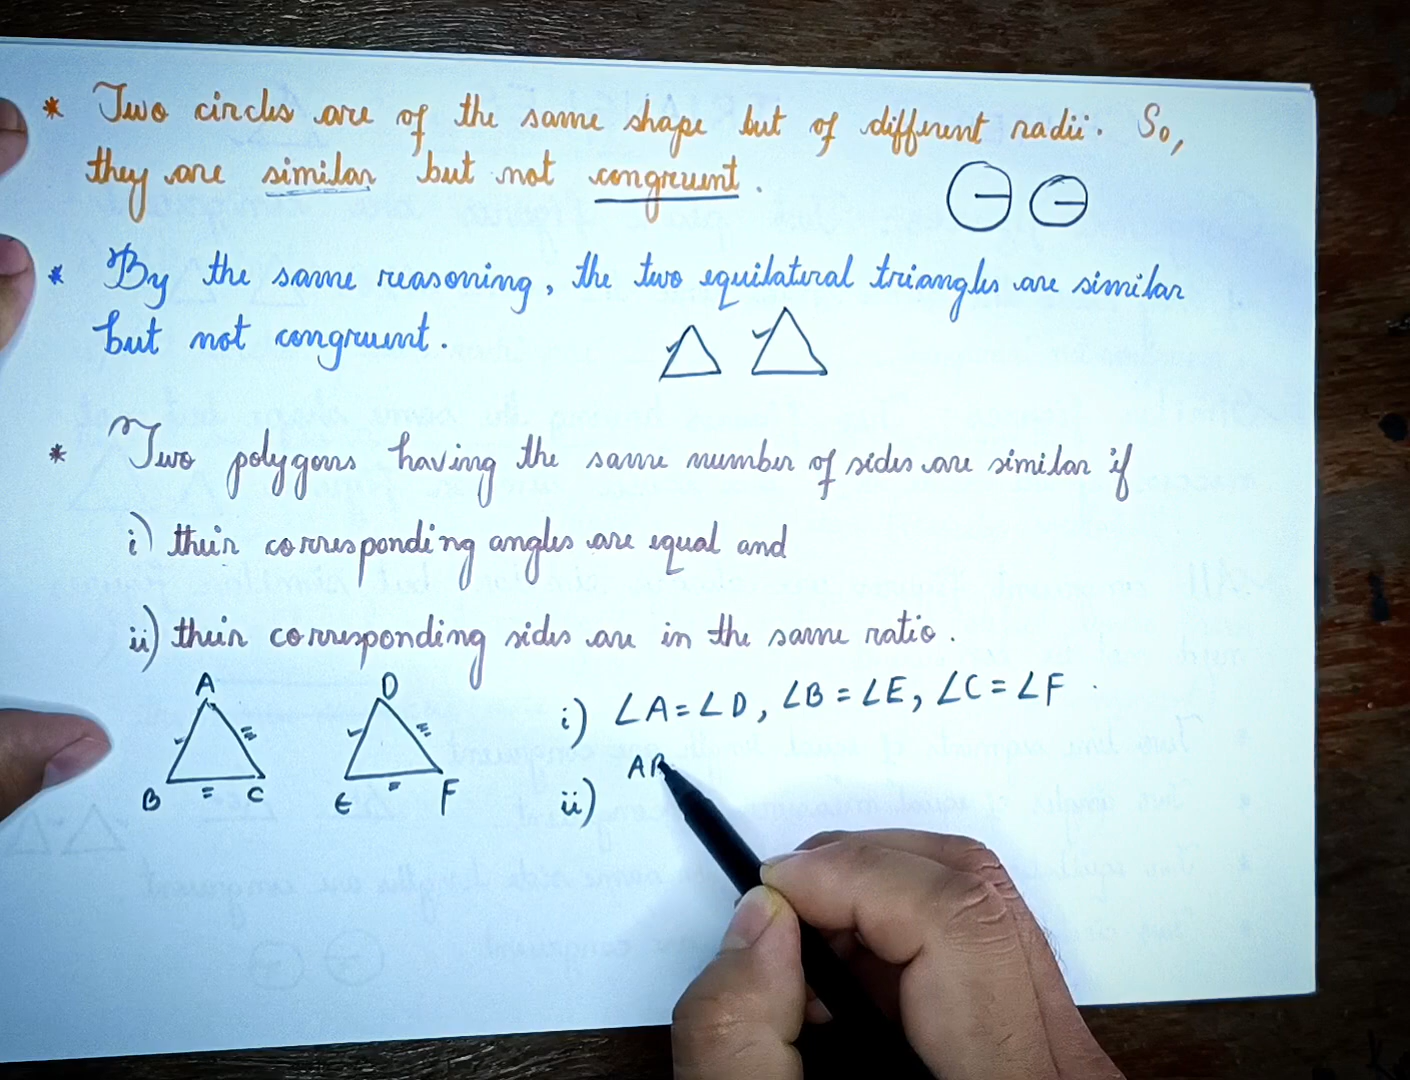 * Two circles are of the same shape but of different radii. So,
they are similar but not congruent.
* By the same reasoning, the two equilateral triangles are similar
but not congruent.
* Two polygons having the same number of sides are similar if
i) their corresponding angles are equal and
ii) their corresponding sides are in the same ratio.
A D
B C E F
i) ∠A = ∠D, ∠B = ∠E, ∠C = ∠F
ii) AB